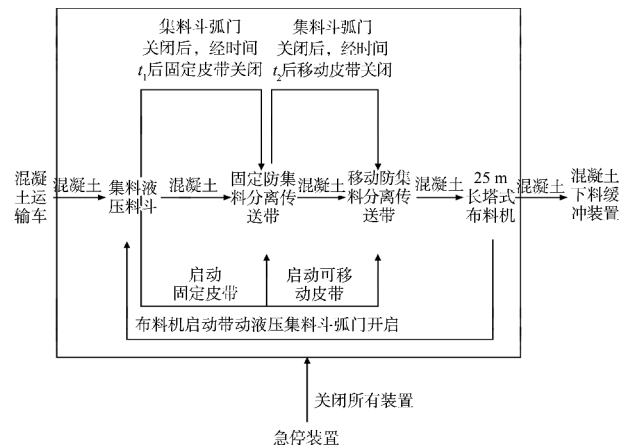 集料斗弧门
关闭后，经时间
t₁后固定皮带关闭
集料斗弧门
关闭后，经时间
t₂后移动皮带关闭
混凝
土运
输车
混凝土
集料液
压料斗
混凝土
固定防集
料分离传
送带
混凝土
移动防集
料分离传
送带
混凝土
25 m
长塔式
布料机
混凝土
混凝土
下料缓
冲装置
启动
固定皮带
启动可移
动皮带
布料机启动带动液压集料斗弧门开启
关闭所有装置
急停装置